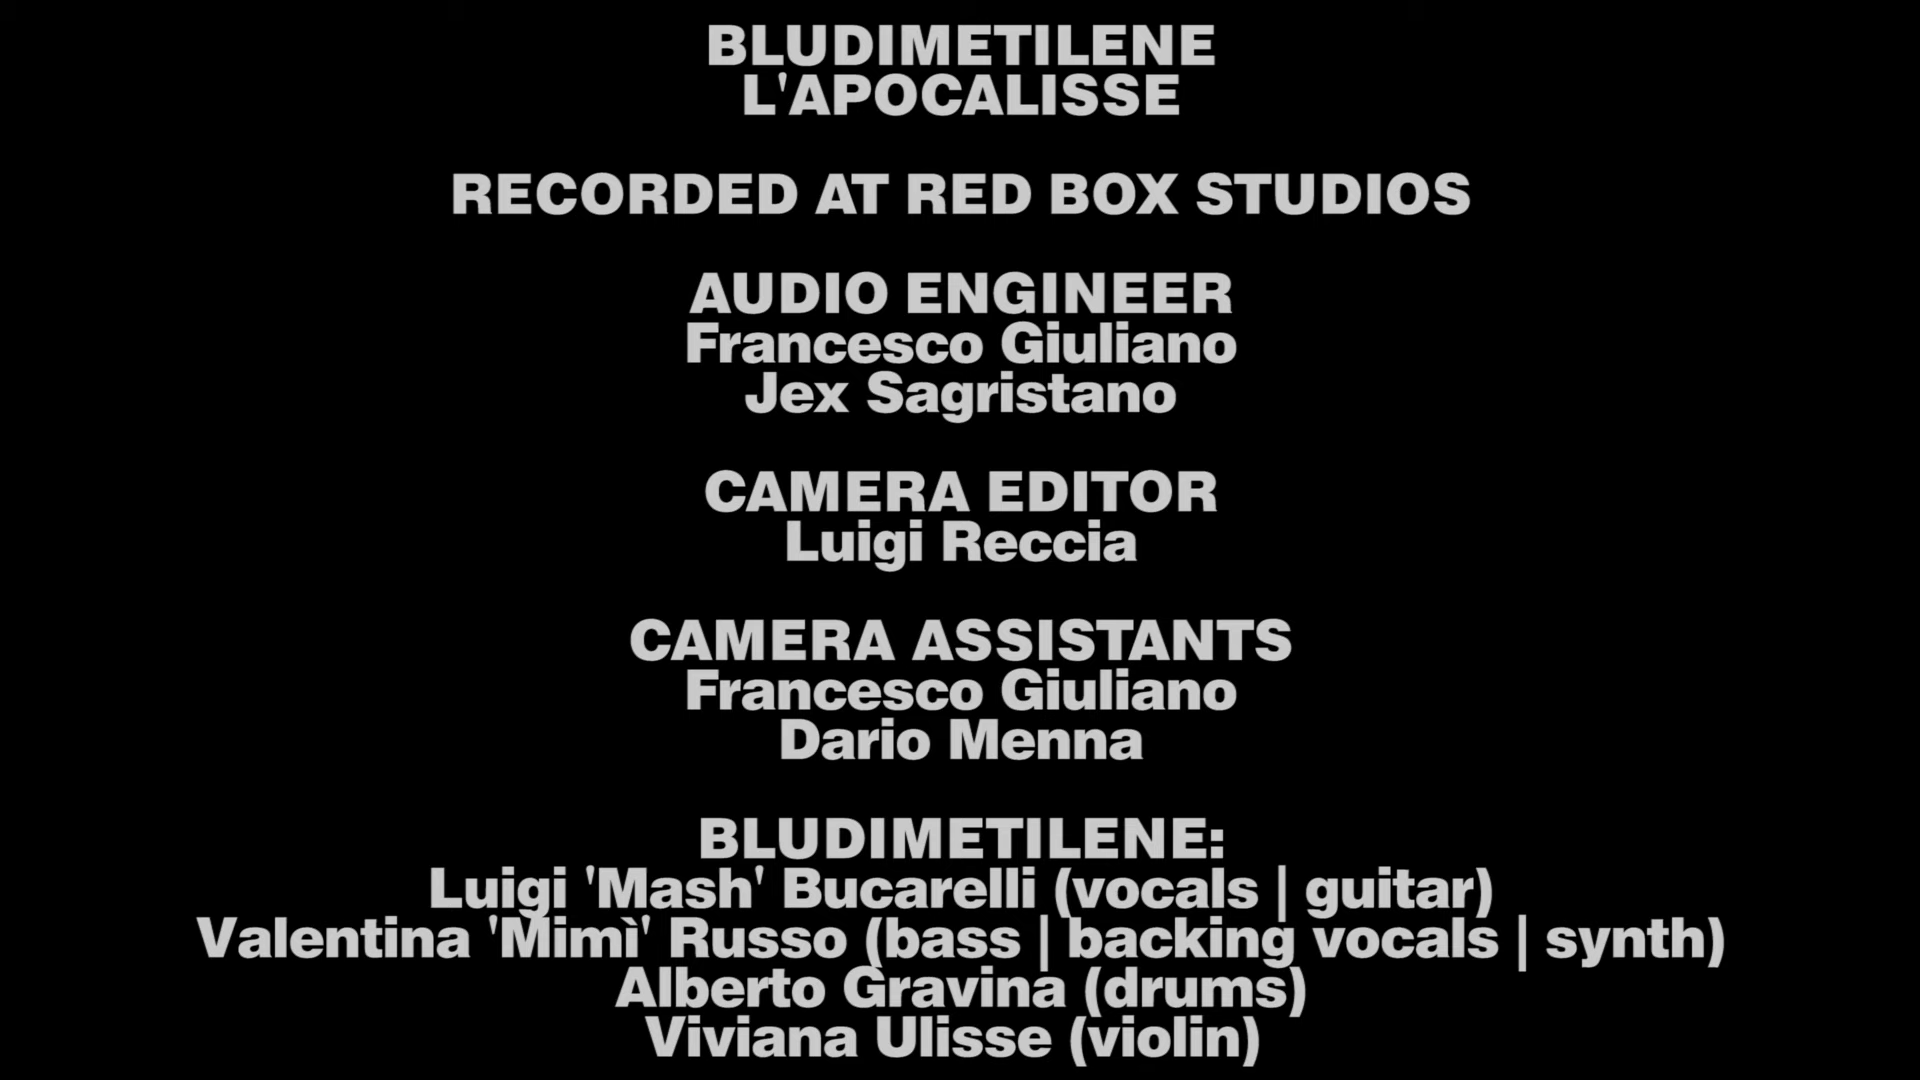 BLUDIMETILENE
L'APOCALISSE
RECORDED AT RED BOX STUDIOS
AUDIO ENGINEER
Francesco Giuliano
Jex Sagristano
CAMERA EDITOR
Luigi Reccia
CAMERA ASSISTANTS
Francesco Giuliano
Dario Menna
BLUDIMETILENE:
Luigi 'Mash' Bucarelli (vocals | guitar)
Valentina 'Mimì' Russo (bass | backing vocals | synth)
Alberto Gravina (drums)
Viviana Ulisse (violin)